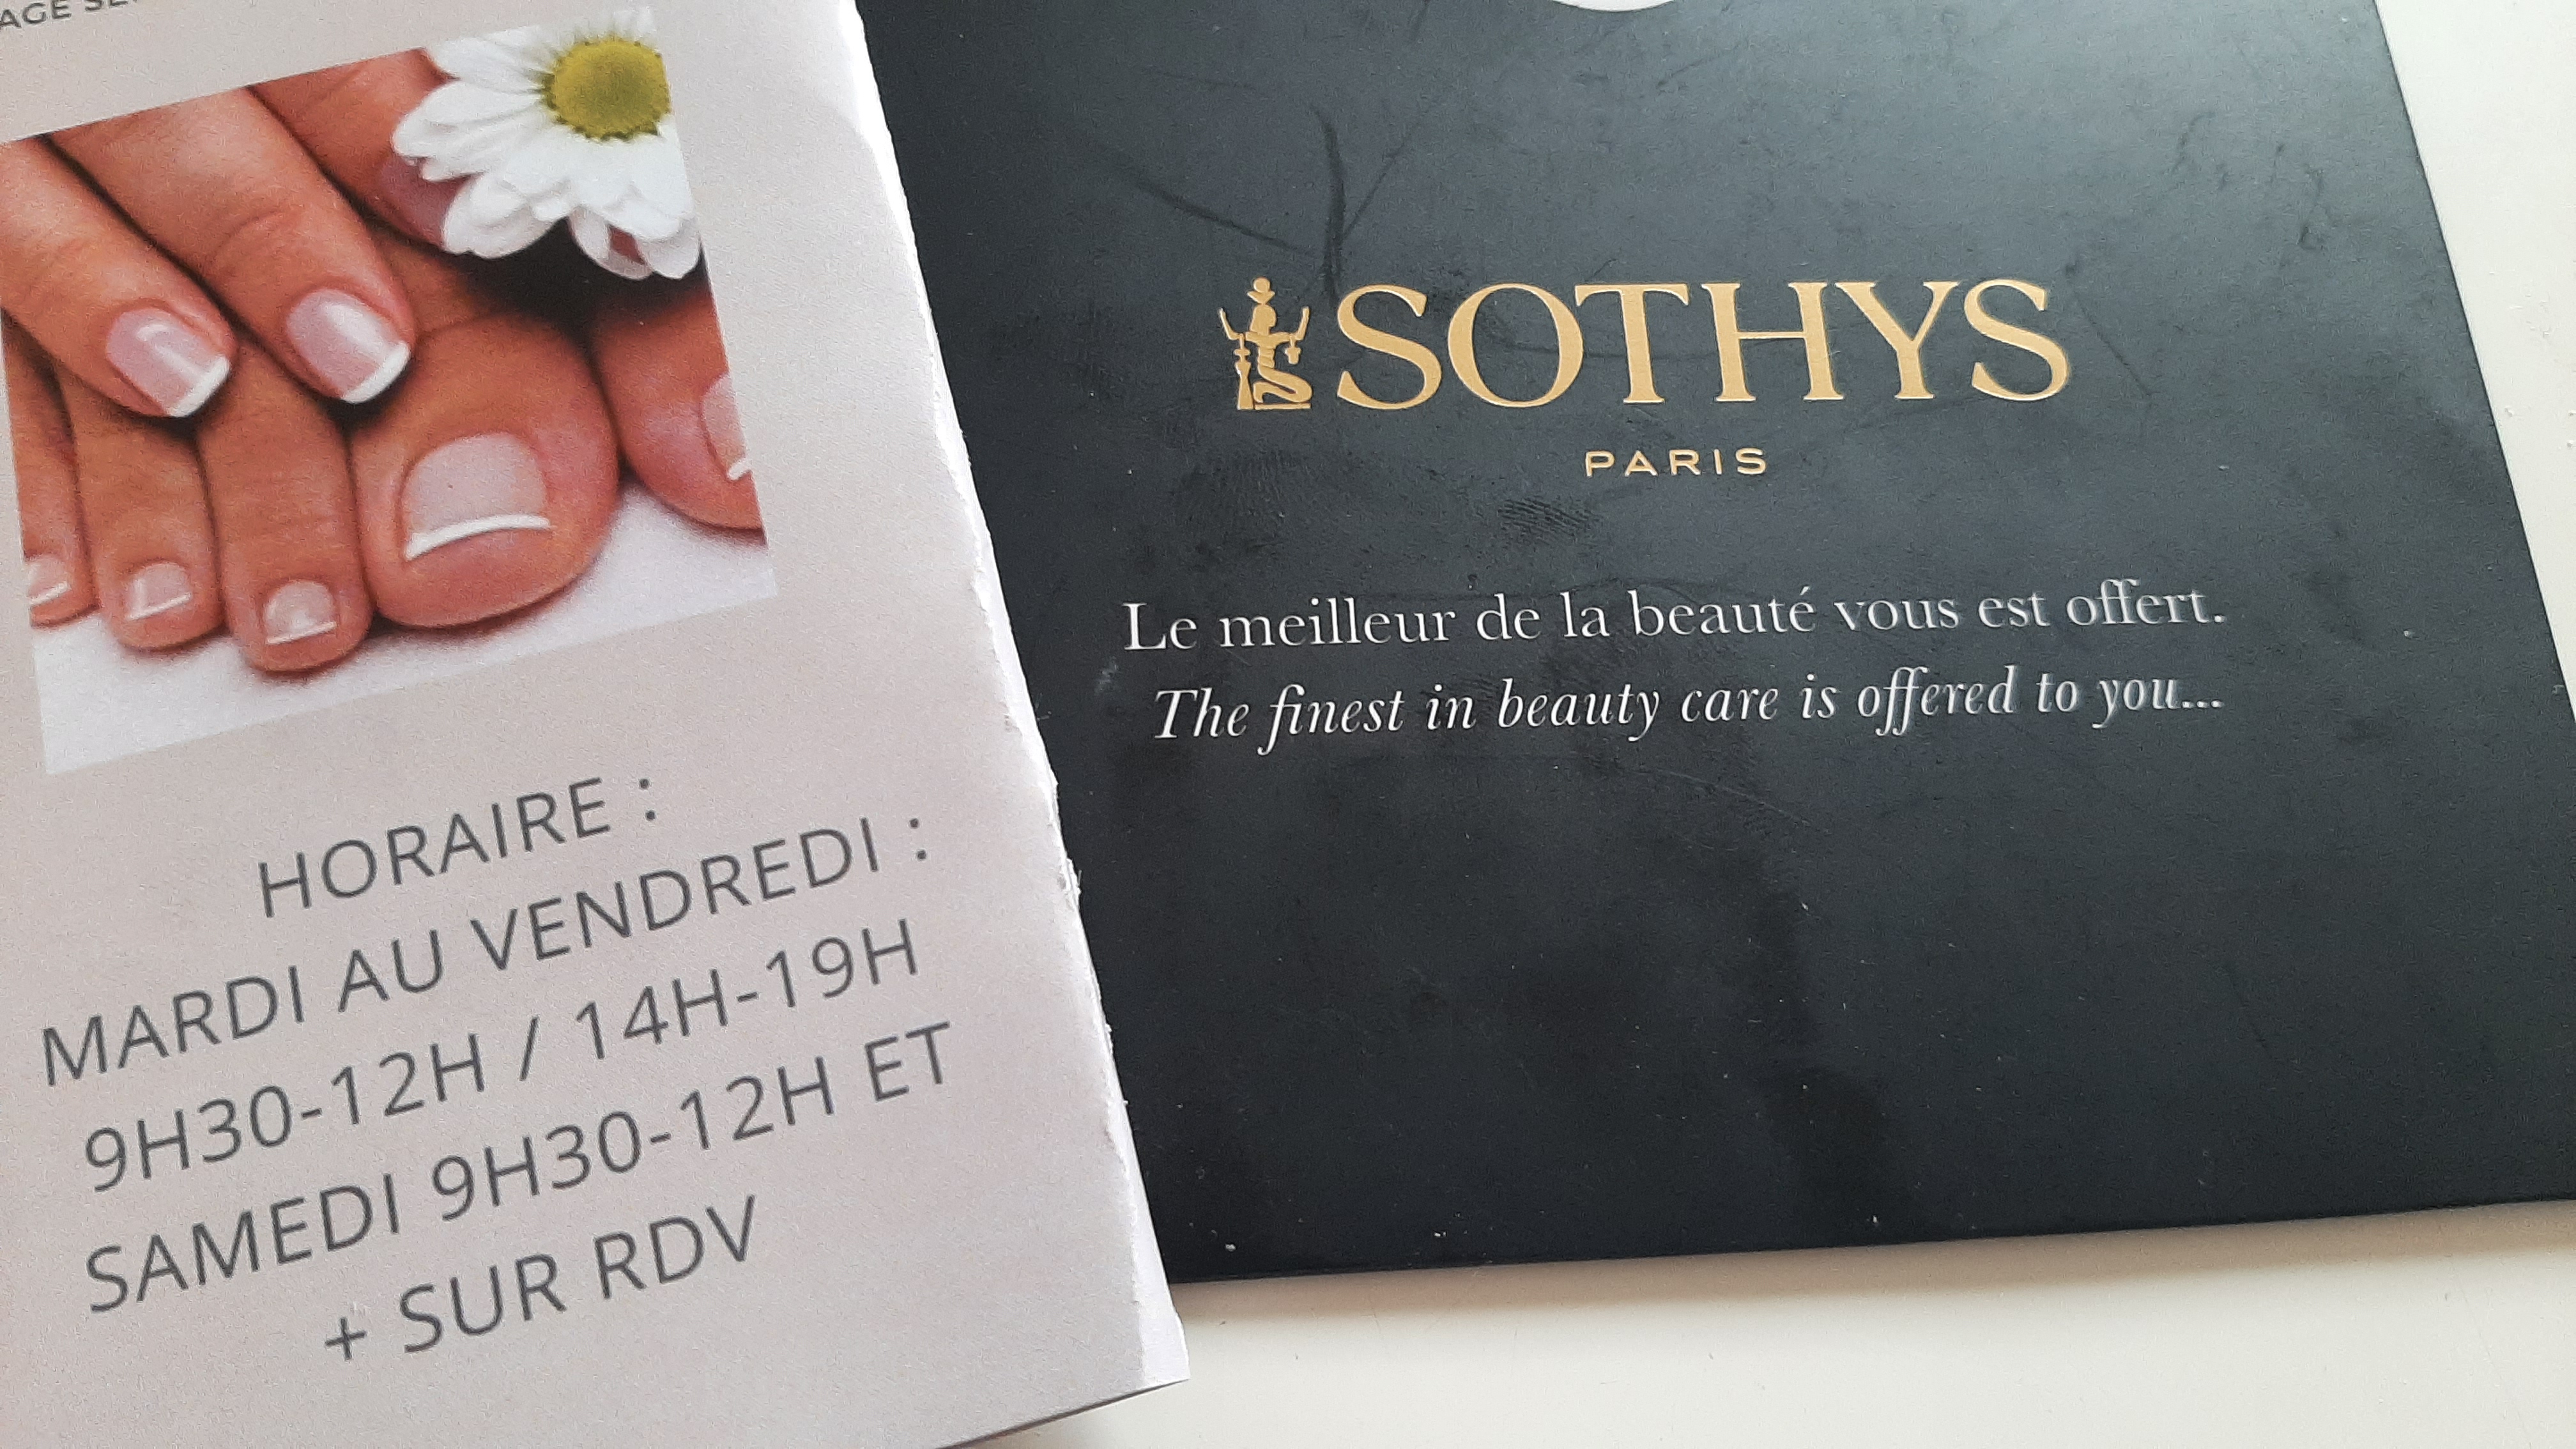 HORAIRE :
MARDI AU VENDREDI :
9H30-12H / 14H-19H
SAMEDI 9H30-12H ET
+ SUR RDV
SOTHYS
PARIS
Le meilleur de la beauté vous est offert.
The finest in beauty care is offered to you...